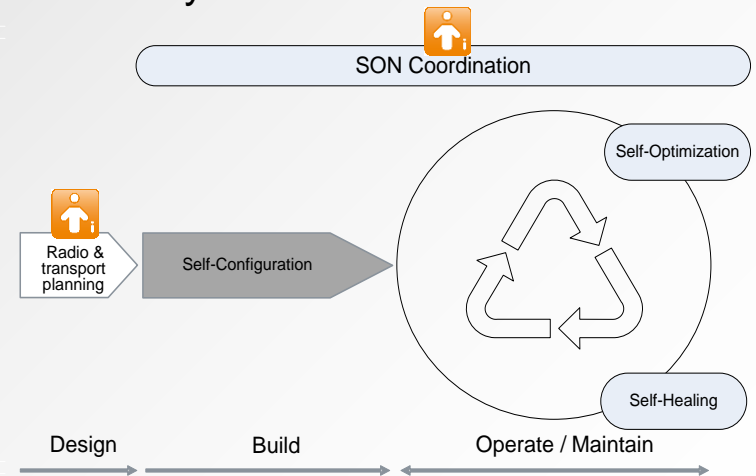 SON Coordination
Self-Optimization
Radio &
transport
planning
Self-Configuration
Self-Healing
Design
Build
Operate / Maintain